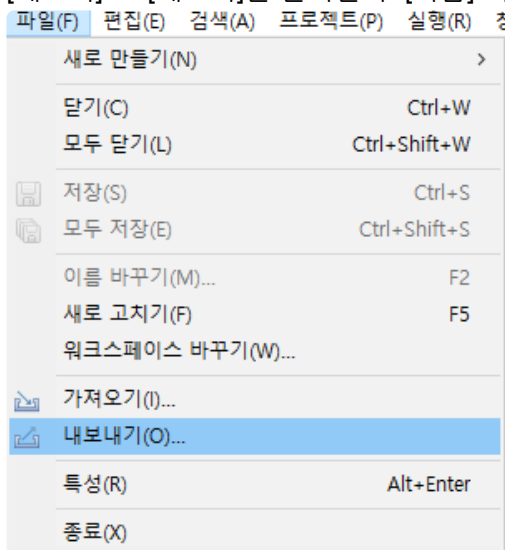 파일(F) 편집(E) 검색(A) 프로젝트(P) 실행(R)
새로 만들기(N) >
닫기(C) Ctrl+W
모두 닫기(L) Ctrl+Shift+W
저장(S) Ctrl+S
모두 저장(E) Ctrl+Shift+S
이름 바꾸기(M)... F2
새로 고치기(F) F5
워크스페이스 바꾸기(W)...
가져오기(I)...
내보내기(O)...
특성(R) Alt+Enter
종료(X)